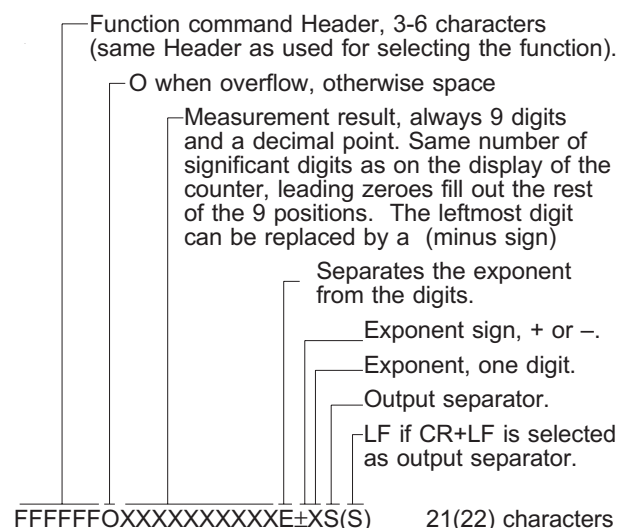 Function command Header, 3-6 characters
(same Header as used for selecting the function).
O when overflow, otherwise space
Measurement result, always 9 digits
and a decimal point. Same number of
significant digits as on the display of the
counter, leading zeroes fill out the rest
of the 9 positions. The leftmost digit
can be replaced by a (minus sign)
Separates the exponent
from the digits.
Exponent sign, + or –.
Exponent, one digit.
Output separator.
LF if CR+LF is selected
as output separator.
FFFFFFOXXXXXXXXXXE±XS(S) 21(22) characters